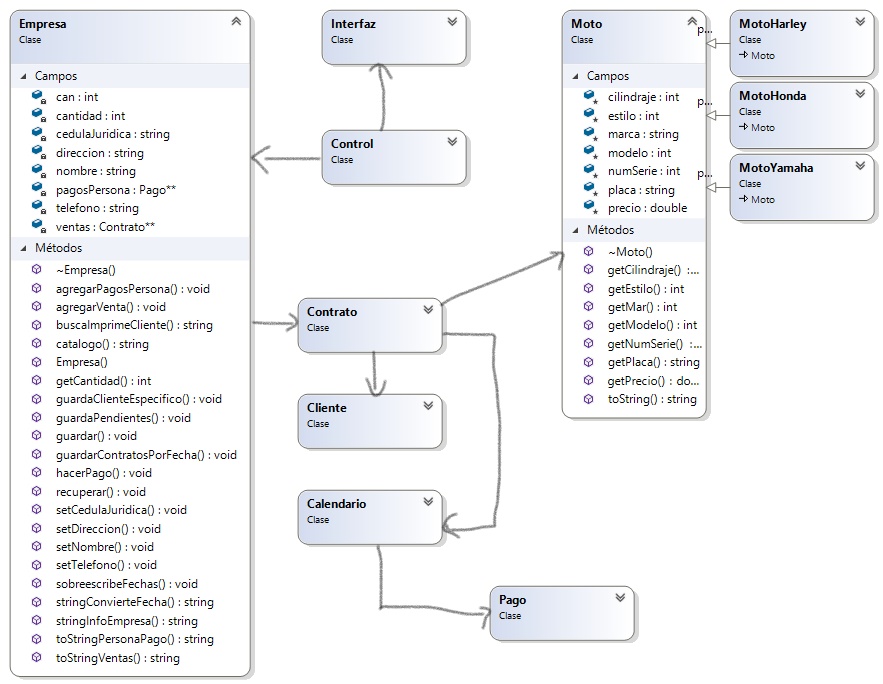 Empresa
Clase
Campos
can : int
cantidad : int
cedulaJuridica : string
direccion : string
nombre : string
pagosPersona : Pago**
telefono : string
ventas : Contrato**
Métodos
~Empresa()
agregarPagosPersona() : void
agregarVenta() : void
buscaImprimeCliente() : string
catalogo() : string
Empresa()
getCantidad() : int
guardaClienteEspecifico() : void
guardaPendientes() : void
guardar() : void
guardarContratosPorFecha() : void
hacerPago() : void
recuperar() : void
setCedulaJuridica() : void
setDireccion() : void
setNombre() : void
setTelefono() : void
sobreescribeFechas() : void
stringConvierteFecha() : string
stringInfoEmpresa() : string
toStringPersonaPago() : string
toStringVentas() : string
Interfaz
Clase
Control
Clase
Contrato
Clase
Cliente
Clase
Calendario
Clase
Pago
Clase
Moto
Clase
Campos
cilindraje : int
estilo : int
marca : string
modelo : int
numSerie : int
placa : string
precio : double
Métodos
~Moto()
getCilindraje() :...
getEstilo() : int
getMar() : int
getModelo() : int
getNumSerie() :...
getPlaca() : string
getPrecio() : do...
toString() : string
p...
MotoHarley
Clase
Moto
p...
MotoHonda
Clase
Moto
p...
MotoYamaha
Clase
Moto